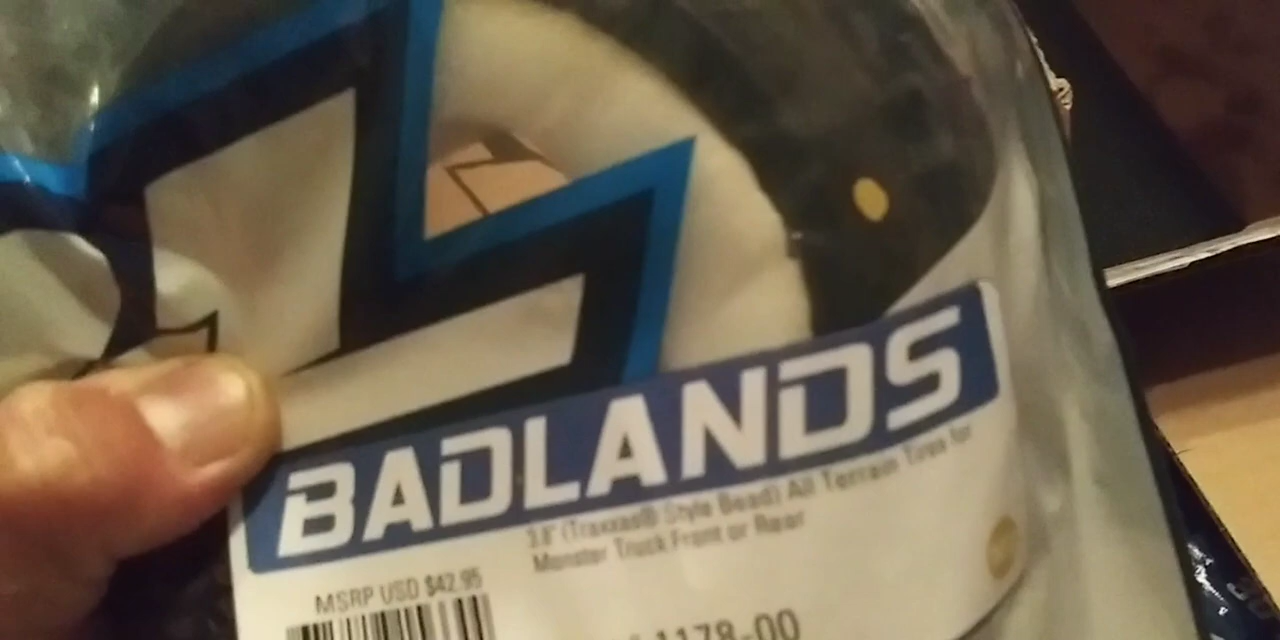 BADLANDS
3.8" (Traxxas® Style Bead) All Terrain Tires for
Monster Truck Front or Rear
MSRP USD $42.95
1178-00